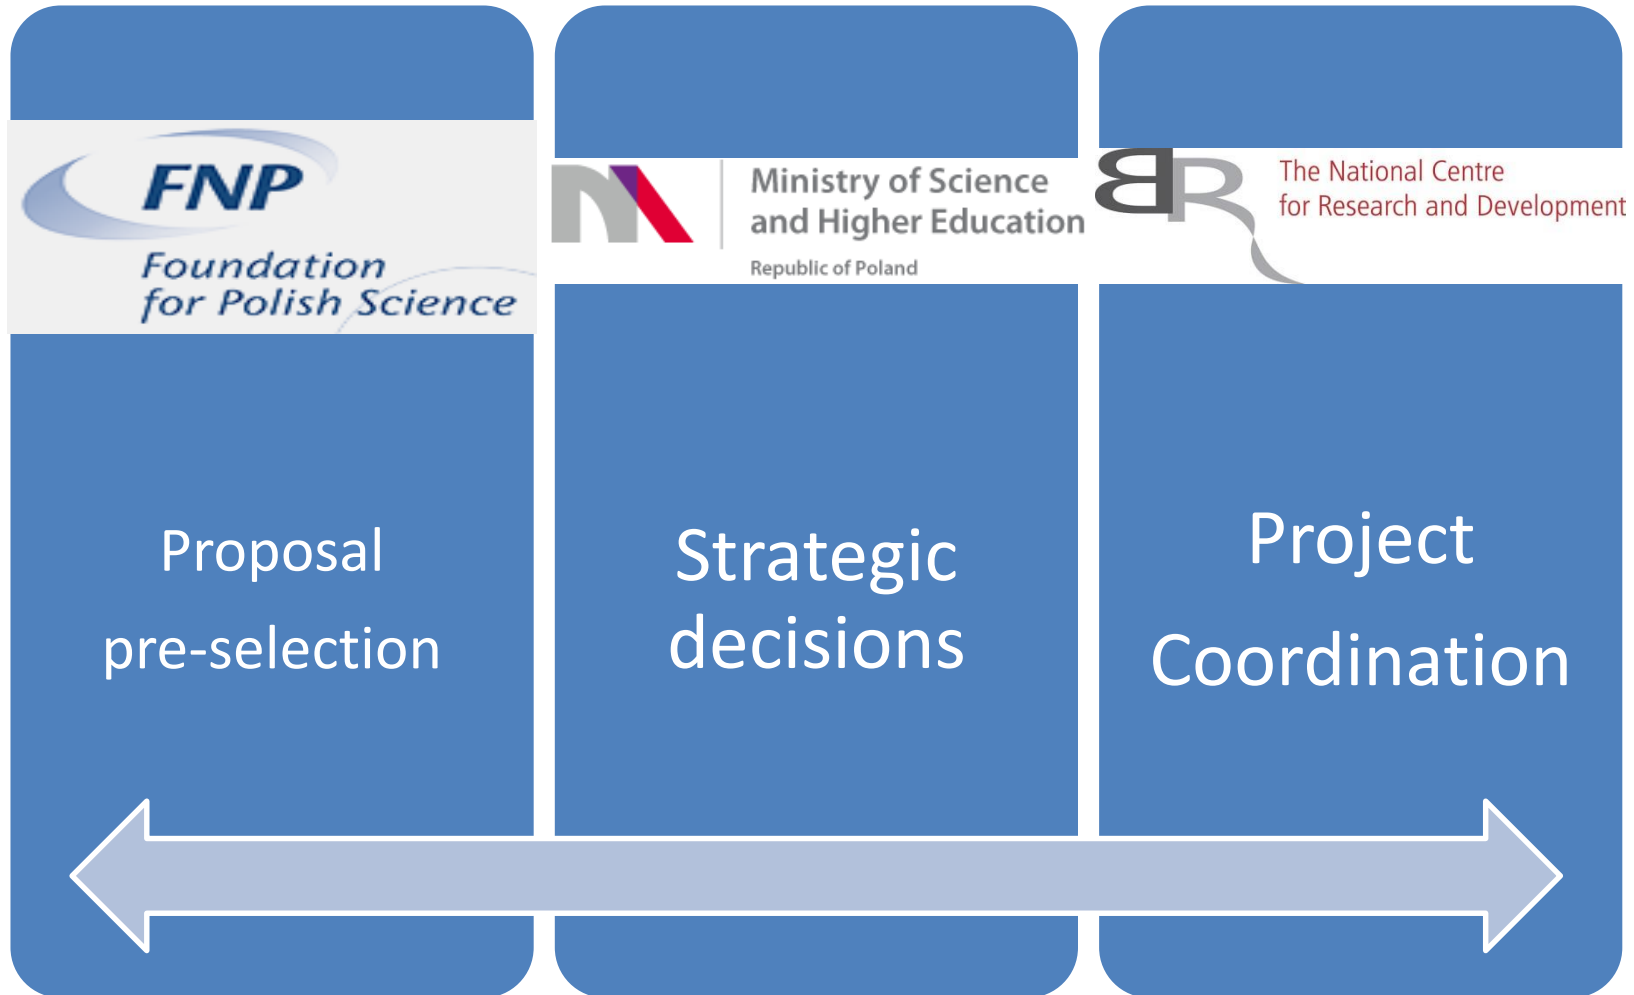 FNP
Foundation
for Polish Science
Proposal
pre-selection
Ministry of Science
and Higher Education
Republic of Poland
Strategic
decisions
BR
The National Centre
for Research and Development
Project
Coordination